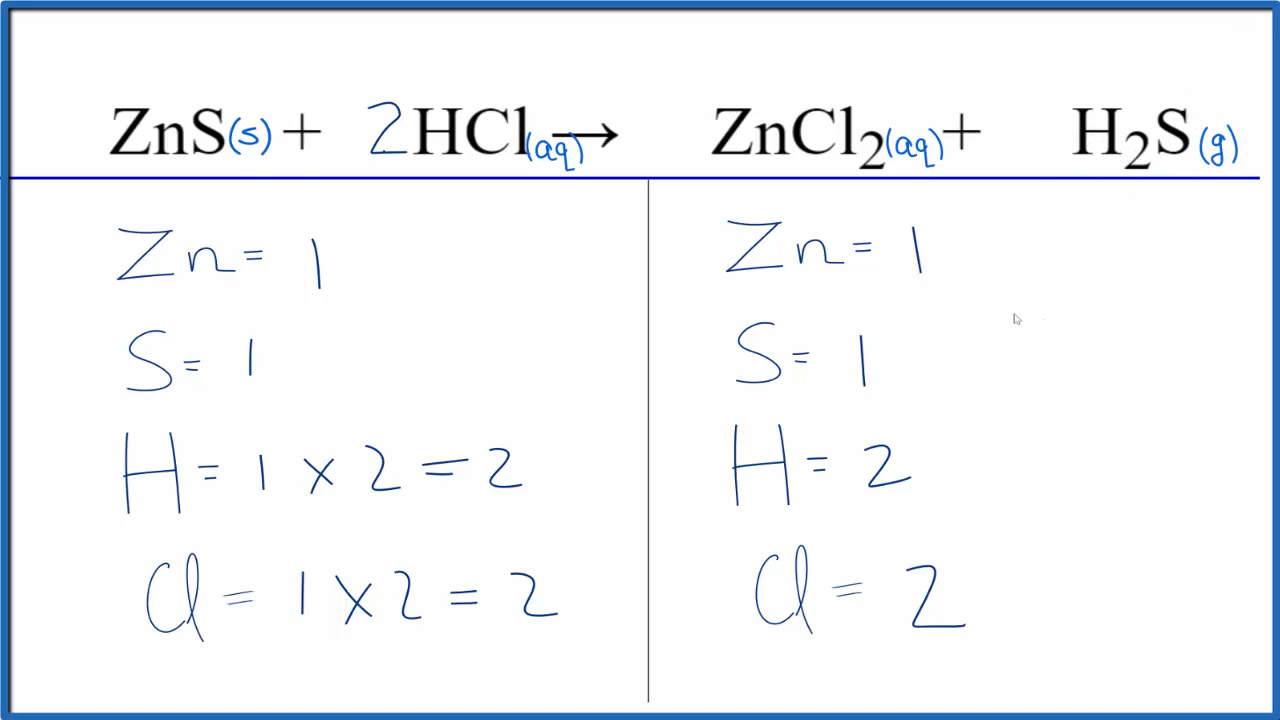 ZnS(s) + 2HCl(aq) → ZnCl₂(aq) + H₂S(g)
Zn = 1
S = 1
H = 1 x 2 = 2
Cl = 1 x 2 = 2
Zn = 1
S = 1
H = 2
Cl = 2